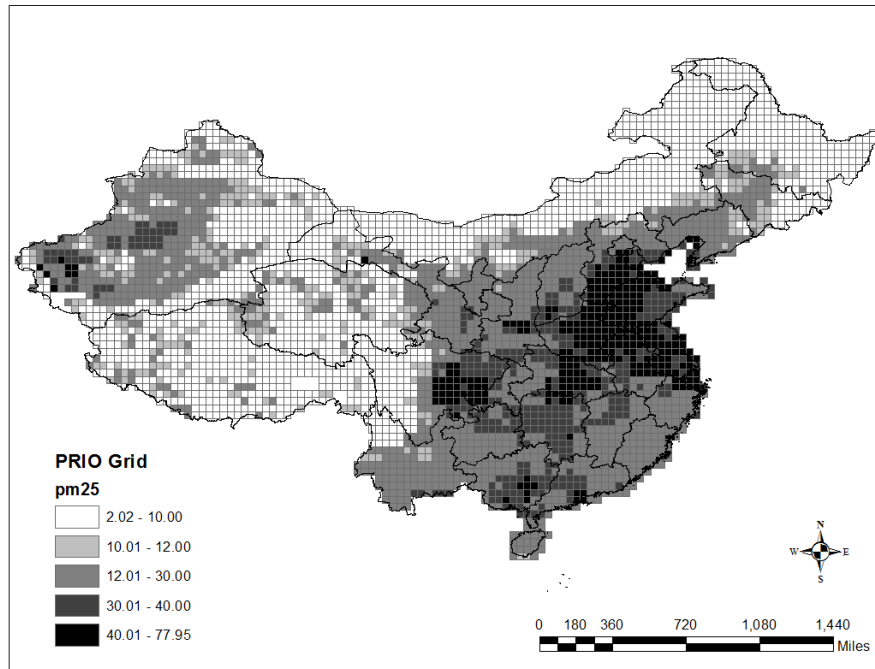 PRIO Grid
pm25
2.02 - 10.00
10.01 - 12.00
12.01 - 30.00
30.01 - 40.00
40.01 - 77.95
N
W E
S
0 180 360 720 1,080 1,440
Miles